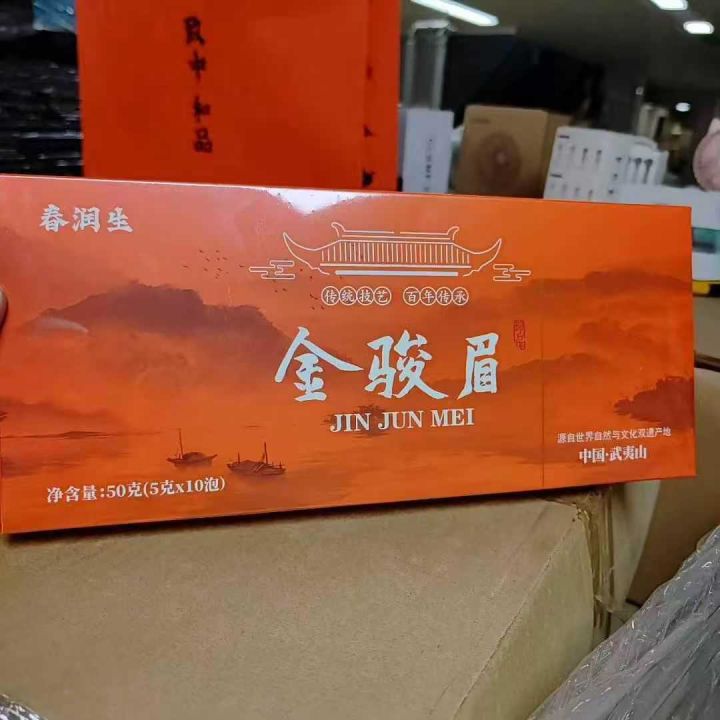 春润生
传统技艺 百年传承
金骏眉
JIN JUN MEI
源自世界自然与文化双遗产地
中国·武夷山
净含量:50克(5克x10泡)